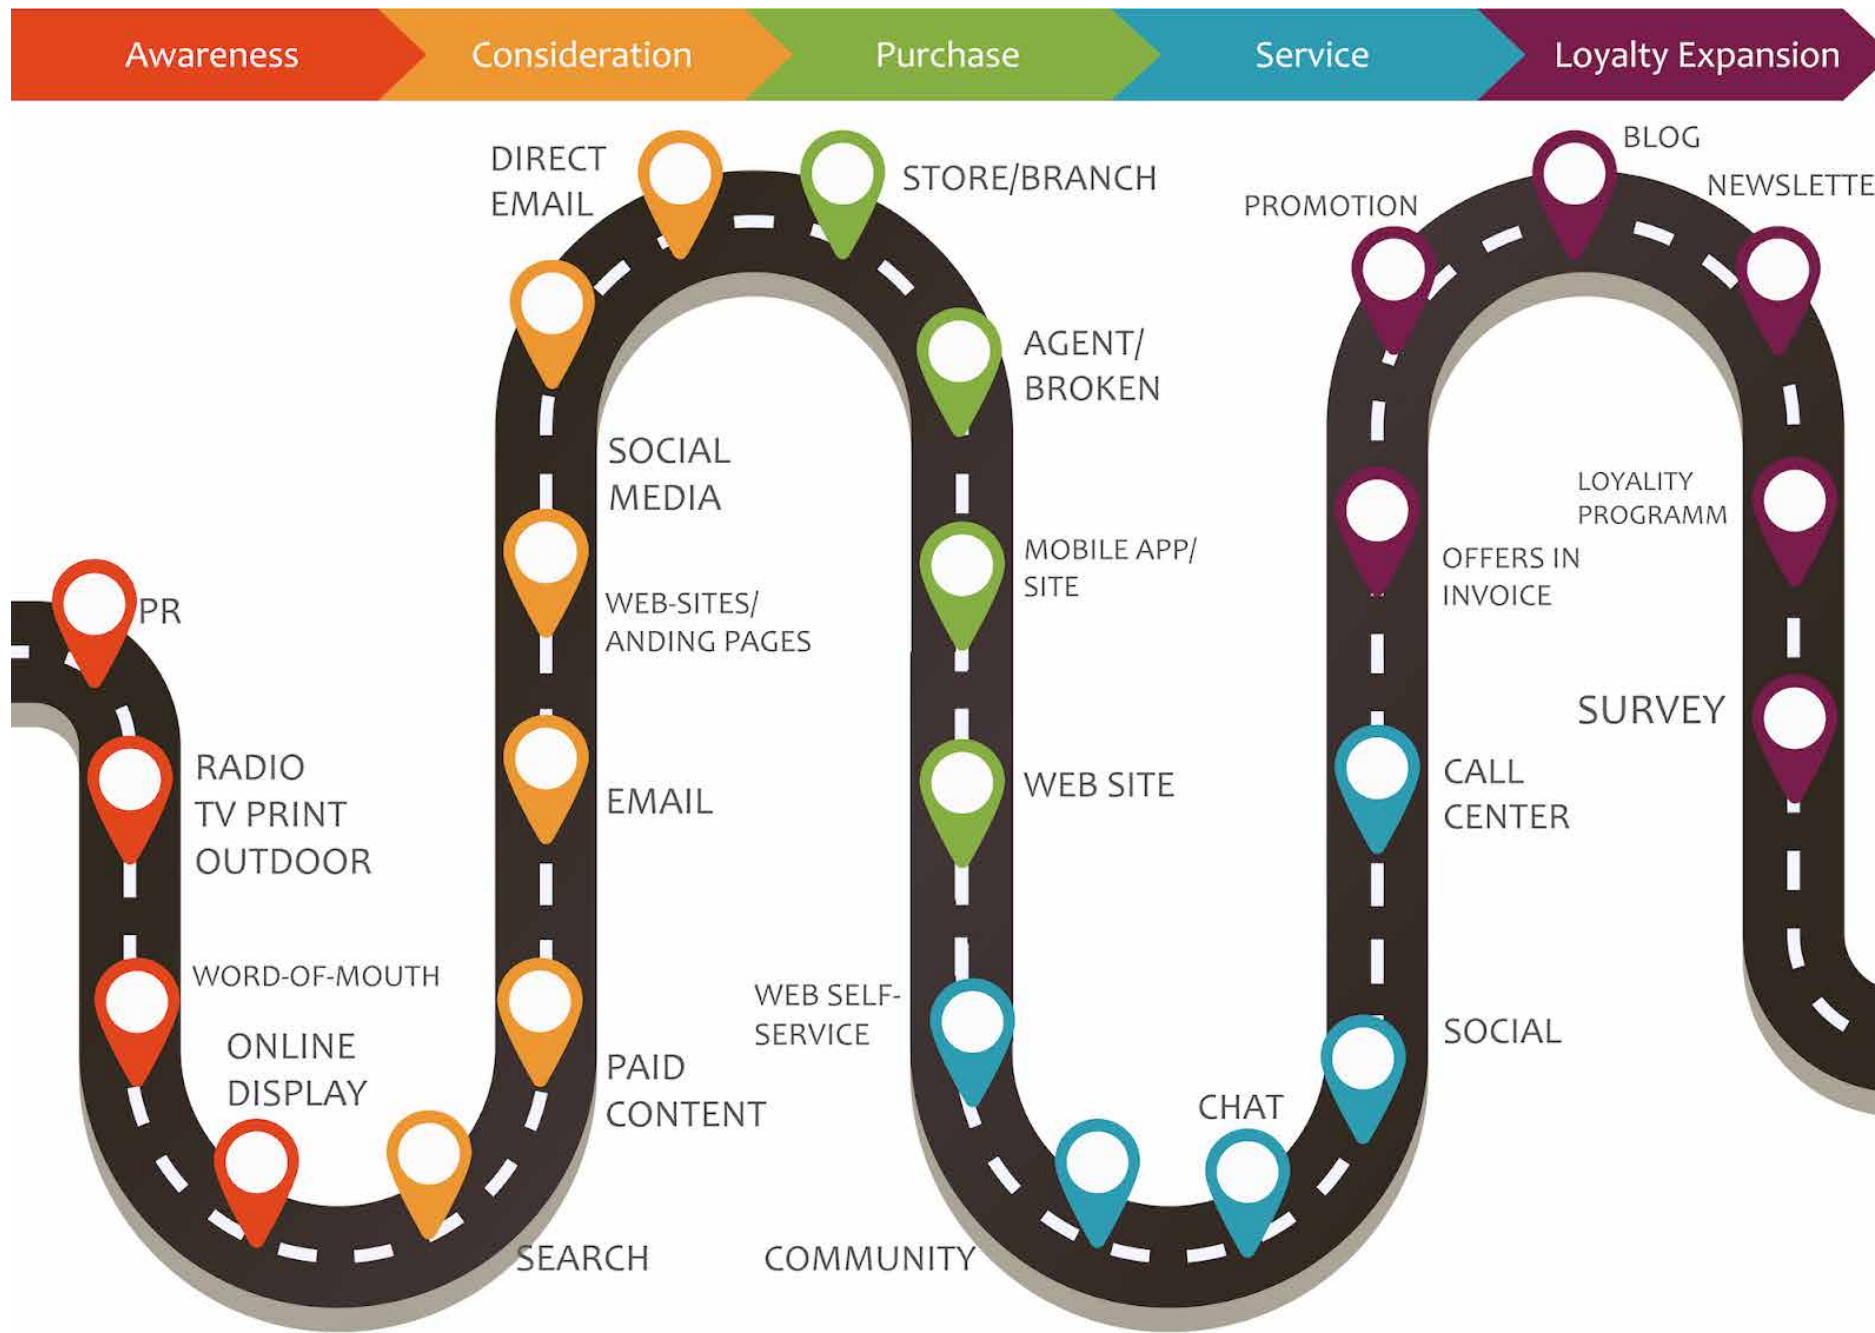 Awareness
Consideration
Purchase
Service
Loyalty Expansion
PR
RADIO
TV PRINT
OUTDOOR
WORD-OF-MOUTH
ONLINE
DISPLAY
SEARCH
PAID
CONTENT
EMAIL
WEB-SITES/
ANDING PAGES
SOCIAL
MEDIA
DIRECT
EMAIL
STORE/BRANCH
AGENT/
BROKEN
MOBILE APP/
SITE
WEB SITE
WEB SELF-
SERVICE
COMMUNITY
CHAT
SOCIAL
CALL
CENTER
OFFERS IN
INVOICE
PROMOTION
BLOG
NEWSLETTE
LOYALITY
PROGRAMM
SURVEY